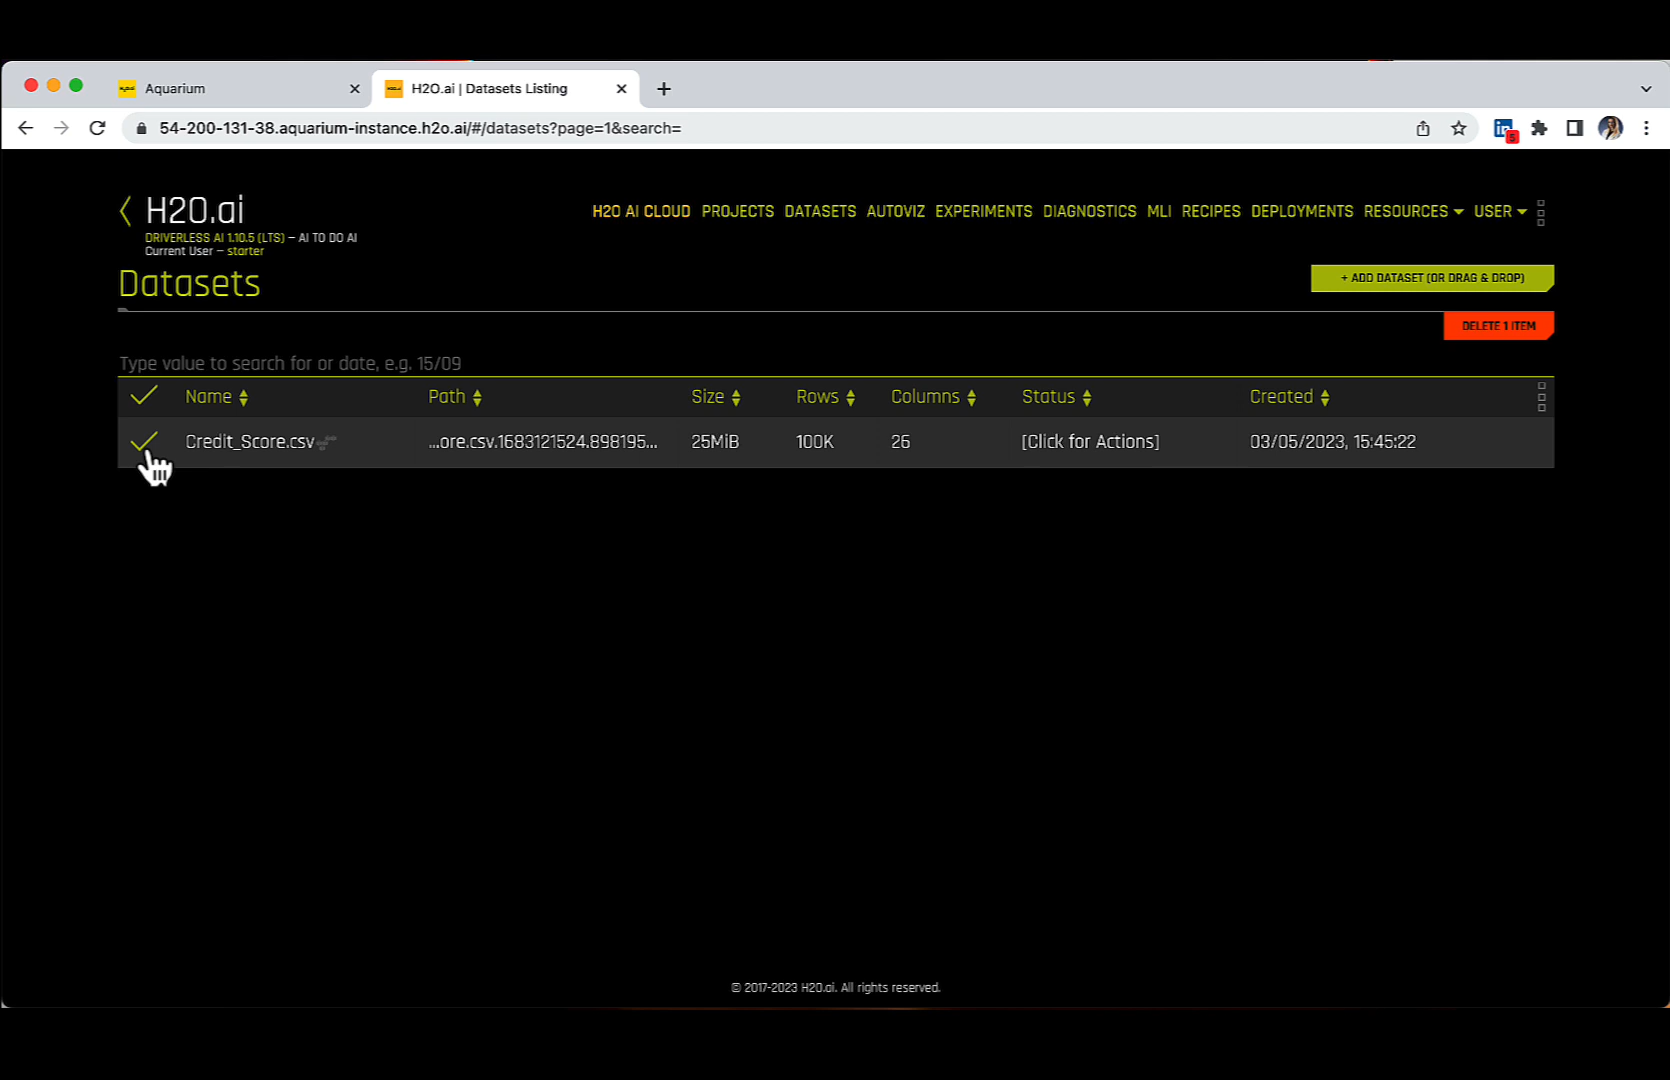 Aquarium
H2O.ai | Datasets Listing
54-200-131-38.aquarium-instance.h2o.ai/#/datasets?page=1&search=
5
H2O.ai
DRIVERLESS AI 1.10.5 (LTS) – AI TO DO AI
Current User – starter
H2O AI CLOUD PROJECTS DATASETS AUTOVIZ EXPERIMENTS DIAGNOSTICS MLI RECIPES DEPLOYMENTS RESOURCES USER
Datasets
+ ADD DATASET (OR DRAG & DROP)
DELETE 1 ITEM
Type value to search for or date, e.g. 15/09
Name Path Size Rows Columns Status Created
Credit_Score.csv ...ore.csv.1683121524.898195... 25MiB 100K 26 [Click for Actions] 03/05/2023, 15:45:22
© 2017-2023 H2O.ai. All rights reserved.